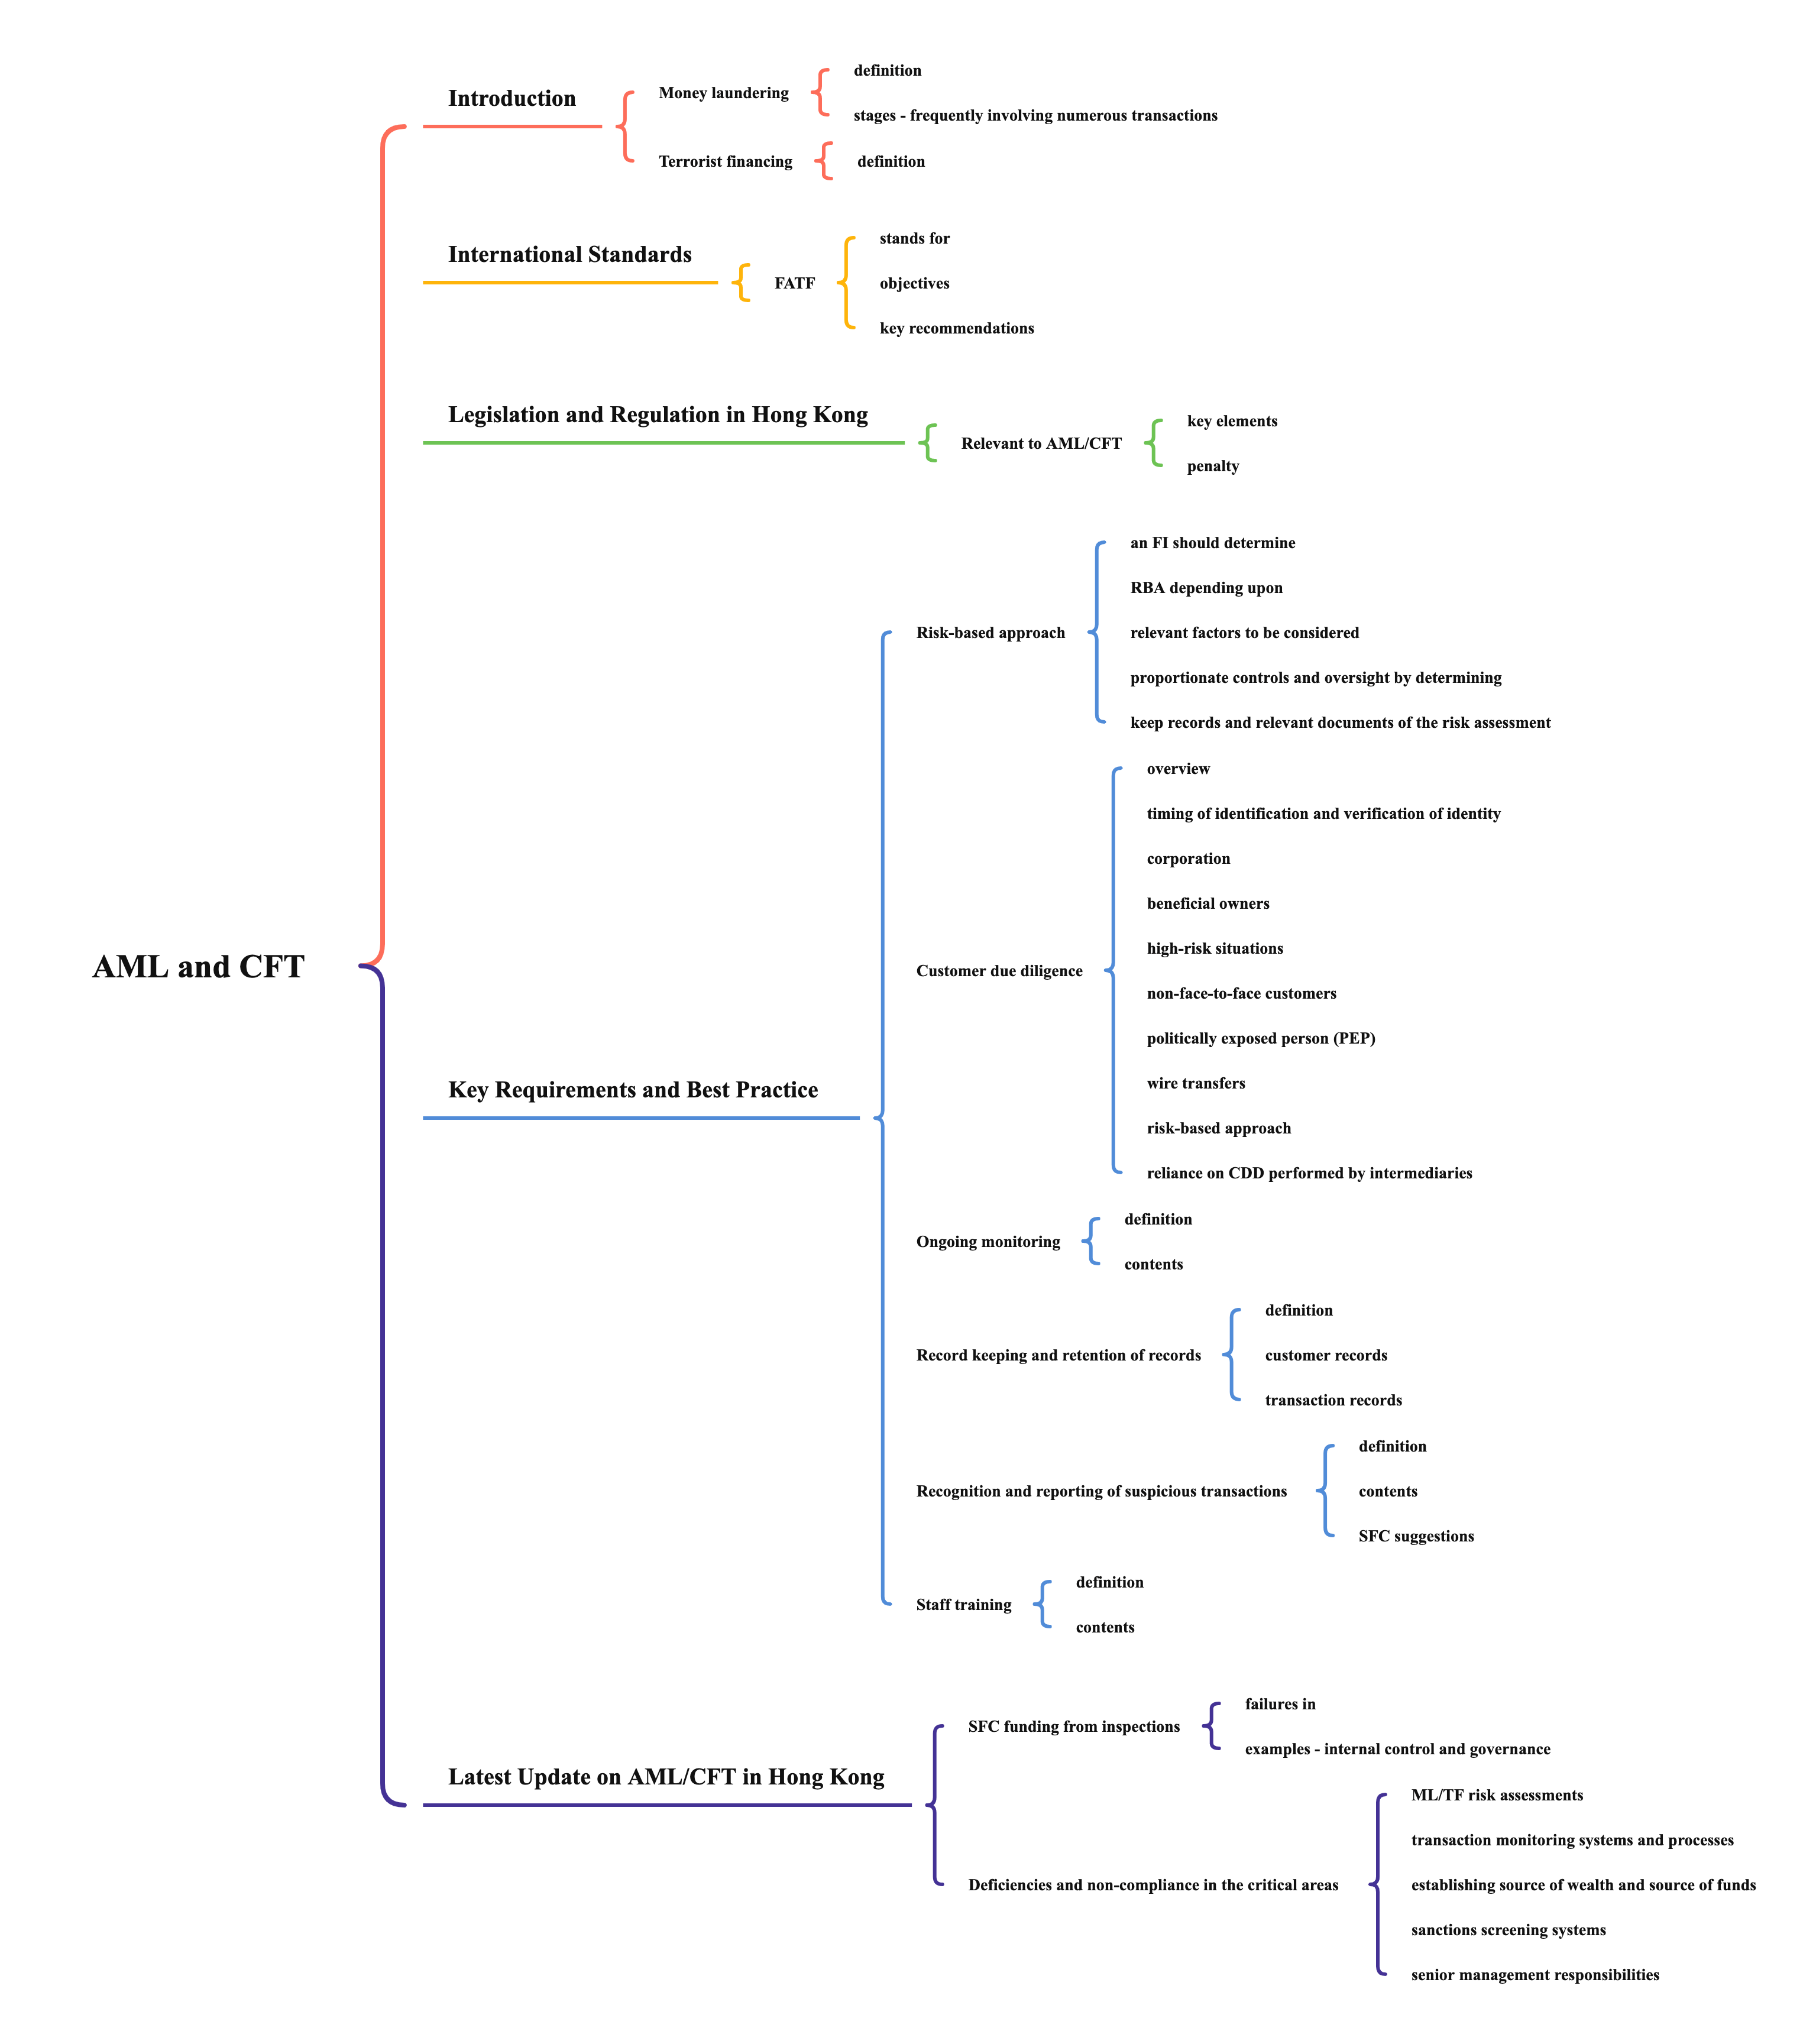 AML and CFT
Introduction
Money laundering
definition
stages - frequently involving numerous transactions
Terrorist financing
definition
International Standards
FATF
stands for
objectives
key recommendations
Legislation and Regulation in Hong Kong
Relevant to AML/CFT
key elements
penalty
Key Requirements and Best Practice
Risk-based approach
an FI should determine
RBA depending upon
relevant factors to be considered
proportionate controls and oversight by determining
keep records and relevant documents of the risk assessment
Customer due diligence
overview
timing of identification and verification of identity
corporation
beneficial owners
high-risk situations
non-face-to-face customers
politically exposed person (PEP)
wire transfers
risk-based approach
reliance on CDD performed by intermediaries
Ongoing monitoring
definition
contents
Record keeping and retention of records
definition
customer records
transaction records
Recognition and reporting of suspicious transactions
definition
contents
SFC suggestions
Staff training
definition
contents
Latest Update on AML/CFT in Hong Kong
SFC funding from inspections
failures in
examples - internal control and governance
Deficiencies and non-compliance in the critical areas
ML/TF risk assessments
transaction monitoring systems and processes
establishing source of wealth and source of funds
sanctions screening systems
senior management responsibilities